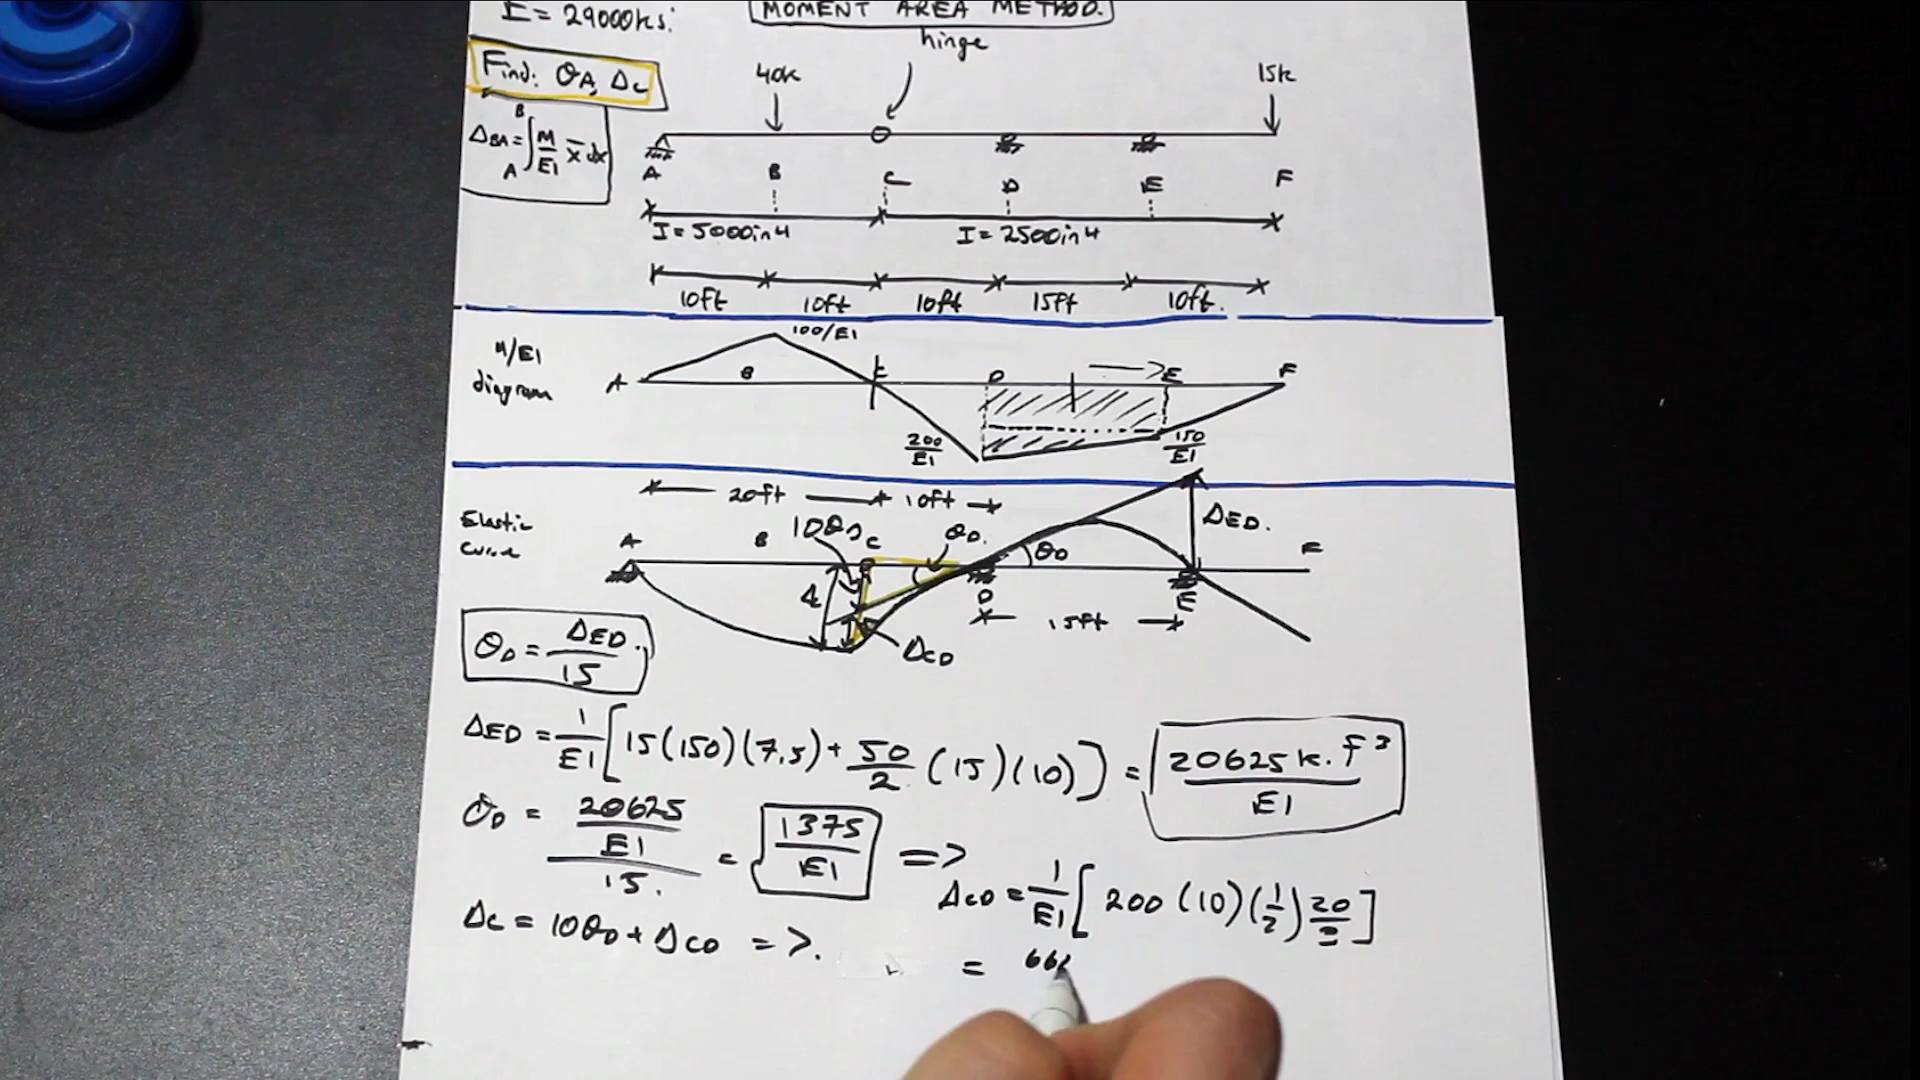 E = 29000ksi
MOMENT AREA METHOD.
hinge
Find: θA, Δc
40k
15k
ΔBA = ∫ M/EI x̄ dx
B
A
A B C D E F
I = 5000in4
I = 2500in4
10ft 10ft 10ft 15ft 10ft.
M/EI
diagram
100/EI
A B C D E F
200/EI
150/EI
20ft 10ft
Elastic
curve
A B 10θD C θD. θD ΔED. F
Δc
D E
15ft
ΔCD
θD = ΔED./15
ΔED = 1/EI [15(150)(7.5) + 50/2 (15)(10)] = 20625 k.f³/EI
θD = 20625/EI/15. = 1375/EI =>
ΔCD = 1/EI [200(10)(1/2)20/3]
Δc = 10θD + ΔCD =>.
= 66